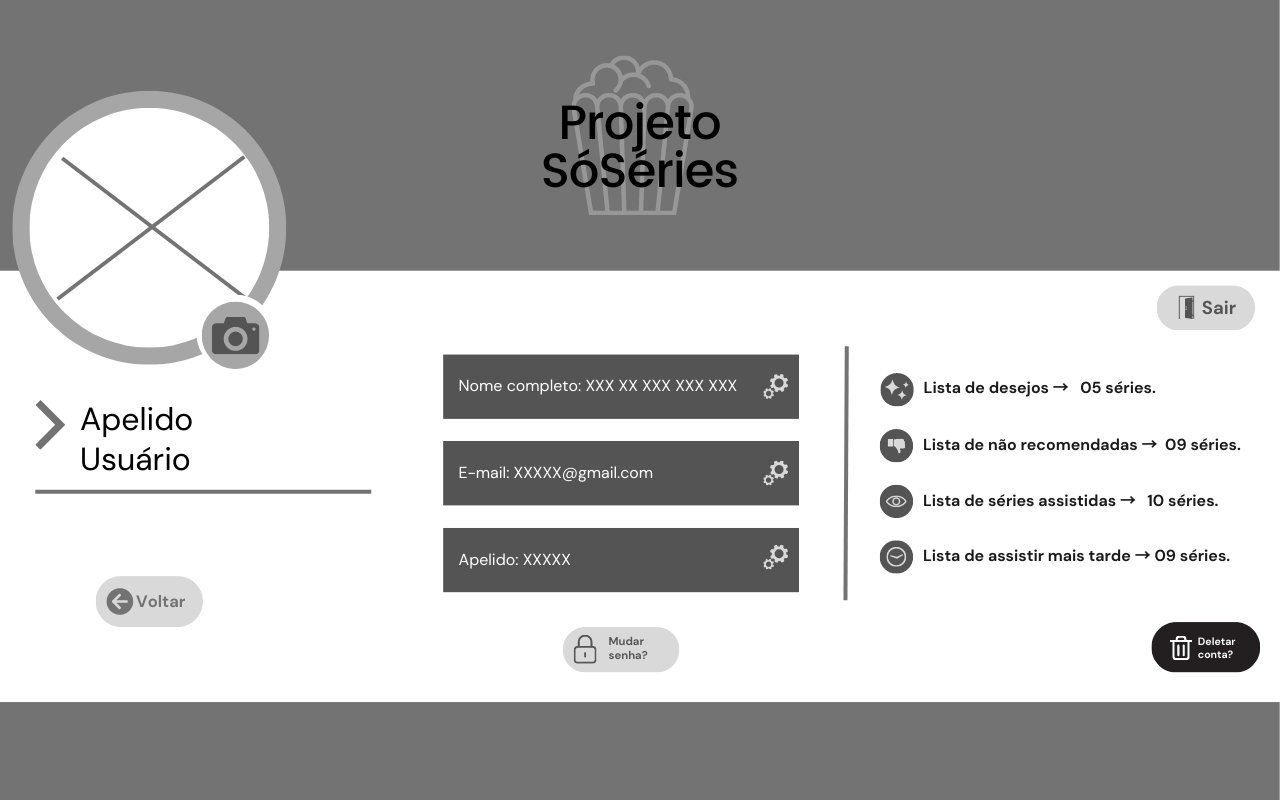 Projeto
SóSéries
Sair
Apelido
Usuário
Voltar
Nome completo: XXX XX XXX XXX XXX
E-mail: XXXXX@gmail.com
Apelido: XXXXX
Mudar
senha?
Lista de desejos → 05 séries.
Lista de não recomendadas → 09 séries.
Lista de séries assistidas → 10 séries.
Lista de assistir mais tarde → 09 séries.
Deletar
conta?